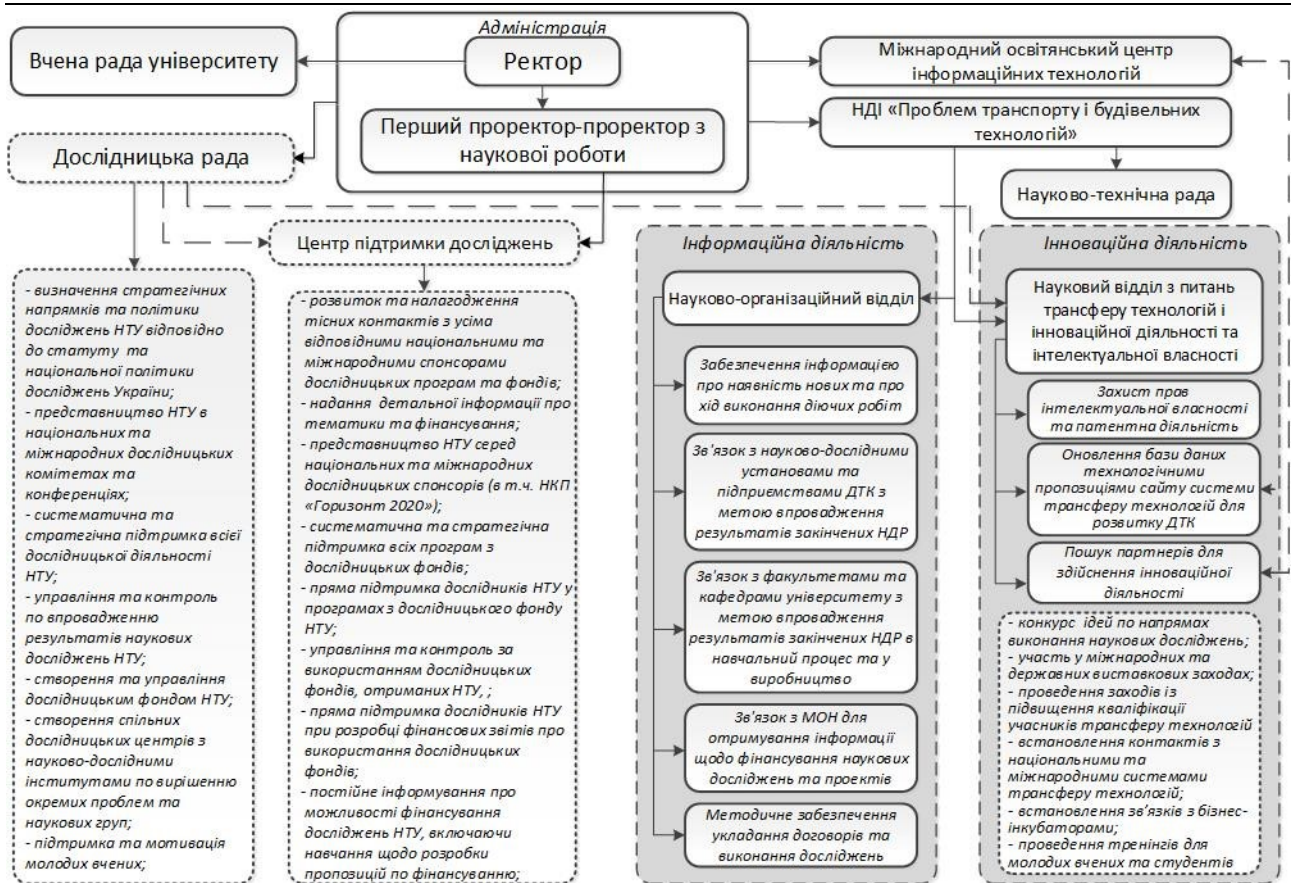 Адміністрація
Вчена рада університету
Ректор
Міжнародний освітянський центр
інформаційних технологій
Перший проректор-проректор з
наукової роботи
НДІ «Проблем транспорту і будівельних
технологій»
Дослідницька рада
Науково-технічна рада
Центр підтримки досліджень
- визначення стратегічних
напрямків та політики
досліджень НТУ відповідно
до статуту та
національної політики
досліджень України;
- представництво НТУ в
національних та
міжнародних дослідницьких
комітетах та
конференціях;
- систематична та
стратегічна підтримка всієї
дослідницької діяльності
НТУ;
- управління та контроль
по впровадженню
результатів наукових
досліджень НТУ;
- створення та управління
дослідницьким фондом НТУ;
- створення спільних
дослідницьких центрів з
науково-дослідними
інститутами по вирішенню
окремих проблем та
наукових груп;
- підтримка та мотивація
молодих вчених;
- розвиток та налагодження
тісних контактів з усіма
відповідними національними та
міжнародними спонсорами
дослідницьких програм та фондів;
- надання детальної інформації про
тематики та фінансування;
- представництво НТУ серед
національних та міжнародних
дослідницьких спонсорів (в т.ч. НКП
«Горизонт 2020»);
- систематична та стратегічна
підтримка всіх програм з
дослідницьких фондів;
- пряма підтримка дослідників НТУ у
програмах з дослідницького фонду
НТУ;
- управління та контроль за
використанням дослідницьких
фондів, отриманих НТУ, ;
- пряма підтримка дослідників НТУ
при розробці фінансових звітів про
використання дослідницьких
фондів;
- постійне інформування про
можливості фінансування
досліджень НТУ, включаючи
навчання щодо розробки
пропозицій по фінансуванню;
Інформаційна діяльність
Науково-організаційний відділ
Забезпечення інформацією
про наявність нових та про
хід виконання діючих робіт
Зв'язок з науково-дослідними
установами та
підприємствами ДТК з
метою впровадження
результатів закінчених НДР
Зв'язок з факультетами та
кафедрами університету з
метою впровадження
результатів закінчених НДР в
навчальний процес та у
виробництво
Зв'язок з МОН для
отримування інформації
щодо фінансування наукових
досліджень та проектів
Методичне забезпечення
укладання договорів та
виконання досліджень
Інноваційна діяльність
Науковий відділ з питань
трансферу технологій і
інноваційної діяльності та
інтелектуальної власності
Захист прав
інтелектуальної власності
та патентна діяльність
Оновлення бази даних
технологічними
пропозиціями сайту системи
трансферу технологій для
розвитку ДТК
Пошук партнерів для
здійснення інноваційної
діяльності
- конкурс ідей по напрямах
виконання наукових досліджень;
- участь у міжнародних та
державних виставкових заходах;
- проведення заходів із
підвищення кваліфікації
учасників трансферу технологій
- встановлення контактів з
національними та
міжнародними системами
трансферу технологій;
- встановлення зв’язків з бізнес-
інкубаторами;
- проведення тренінгів для
молодих вчених та студентів